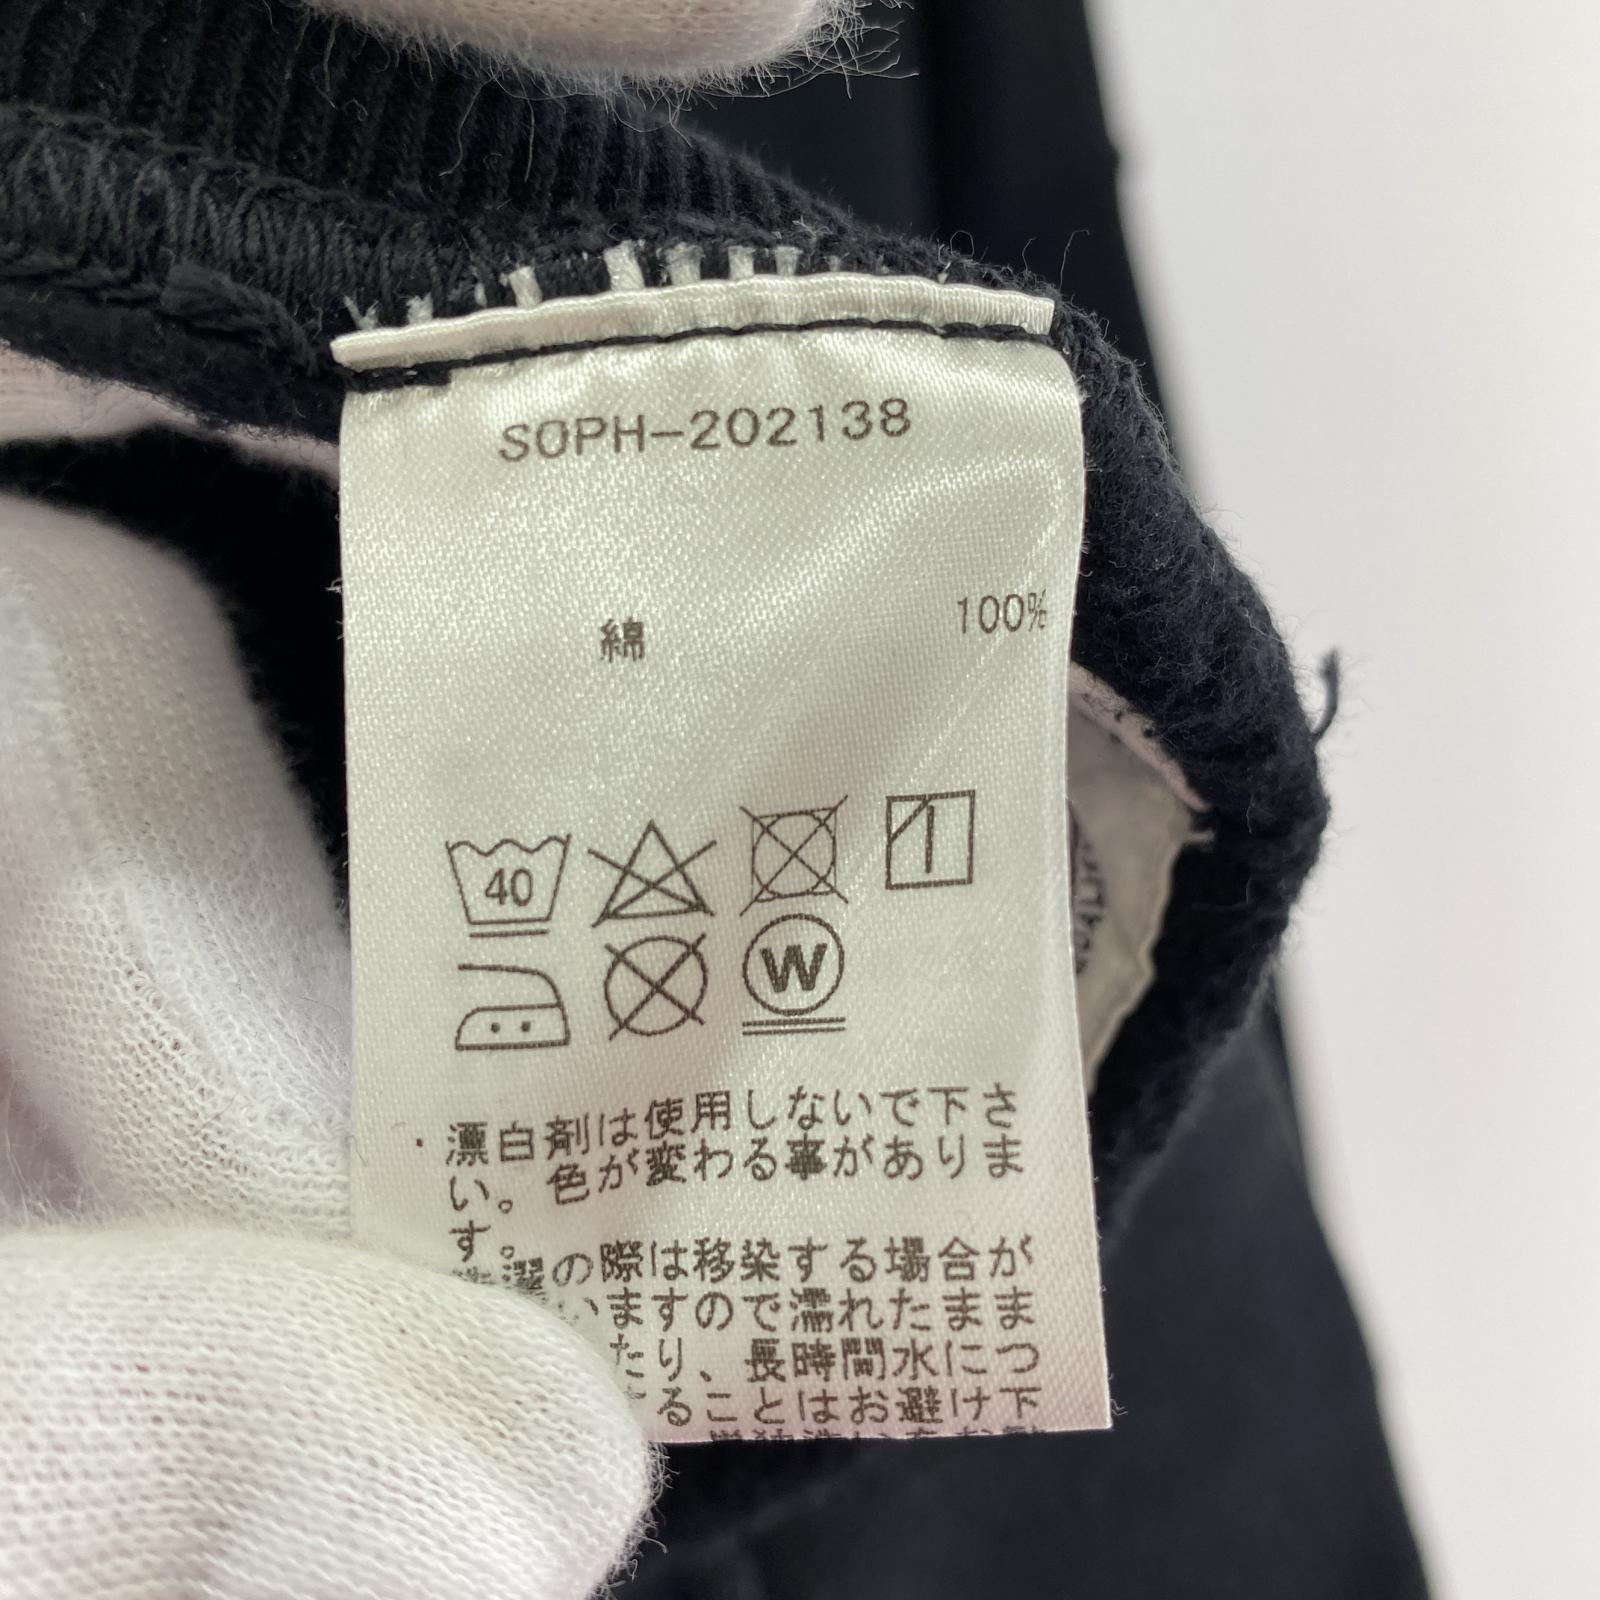 SOPH-202138
綿 100%
40
W
・漂白剤は使用しないで下さ
い。色が変わる事がありま
す。
の際は移染する場合が
いますので濡れたまま
たり、長時間水につ
ることはお避け下